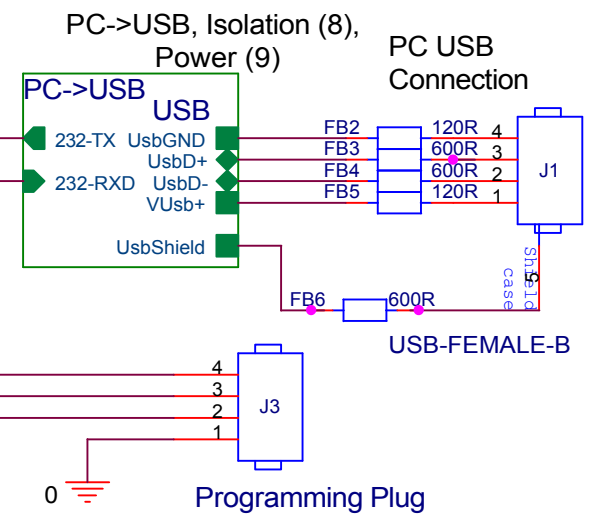 PC->USB, Isolation (8),
Power (9)
PC USB
Connection
PC->USB
USB
232-TX UsbGND FB2 120R 4
UsbD+ FB3 600R 3
232-RXD UsbD- FB4 600R 2
VUsb+ FB5 120R 1
J1
UsbShield
Shield
case
5
FB6 600R
USB-FEMALE-B
4
3
2
1
J3
0
Programming Plug